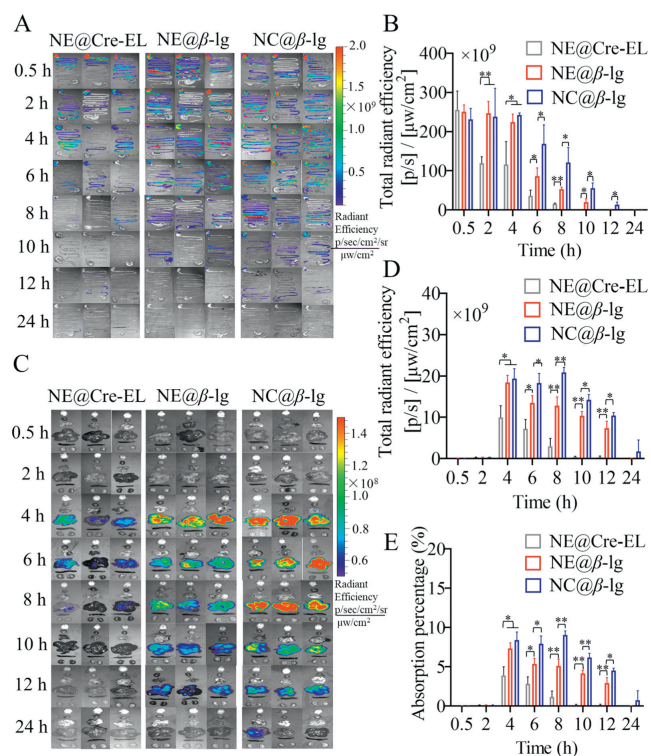 A
NE@Cre-EL NE@β-lg NC@β-lg
0.5 h
2 h
4 h
6 h
8 h
10 h
12 h
24 h
2.0
1.5
×10⁹
1.0
0.5
Radiant
Efficiency
p/sec/cm²/sr
μw/cm²
B
NE@Cre-EL
NE@β-lg
NC@β-lg
×10⁹
Total radiant efficiency
[p/s] / [μw/cm²]
400
300
200
100
0
** * * * ** * * * *
0.5 2 4 6 8 10 12 24
Time (h)
C
NE@Cre-EL NE@β-lg NC@β-lg
0.5 h
2 h
4 h
6 h
8 h
10 h
12 h
24 h
1.4
1.2
×10⁸
1.0
0.8
0.6
Radiant
Efficiency
p/sec/cm²/sr
μw/cm²
D
NE@Cre-EL
NE@β-lg
NC@β-lg
×10⁹
Total radiant efficiency
[p/s] / [μw/cm²]
40
30
20
10
0
* * * ** ** ** * ** *
0.5 2 4 6 8 10 12 24
Time (h)
E
NE@Cre-EL
NE@β-lg
NC@β-lg
Absorption percentage (%)
20
15
10
5
0
* * * ** ** ** ** ** *
0.5 2 4 6 8 10 12 24
Time (h)